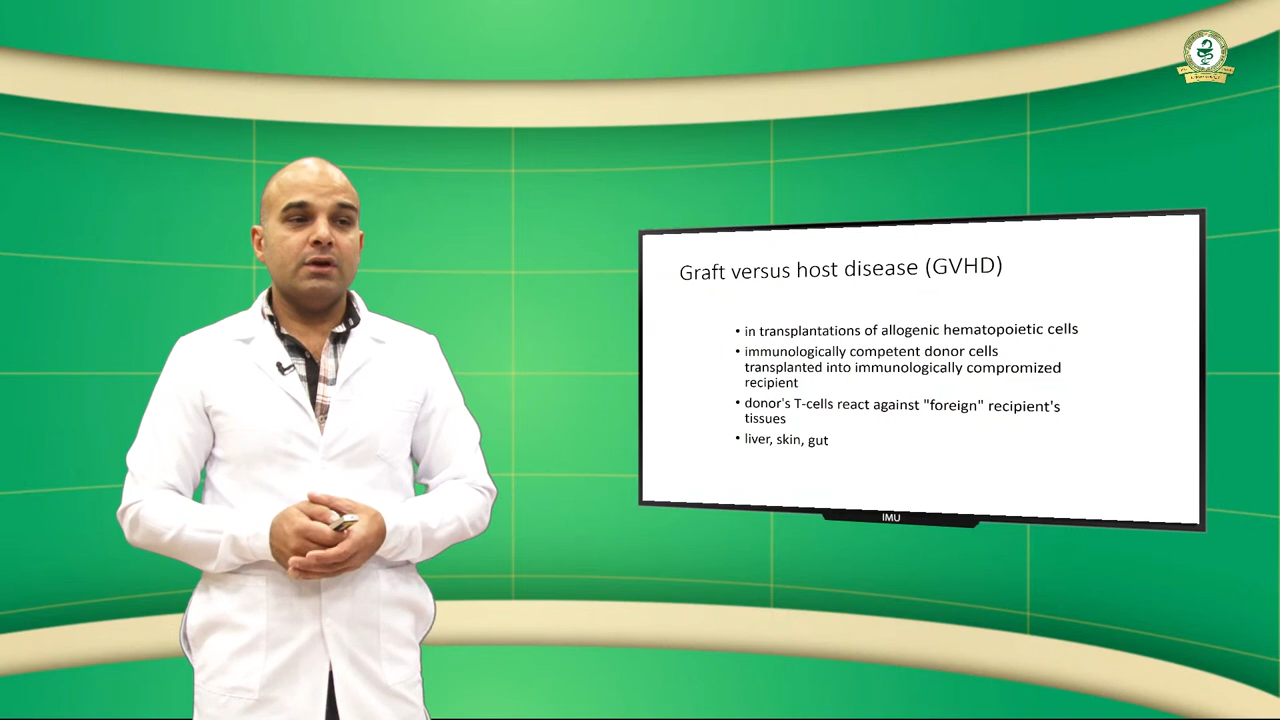 Graft versus host disease (GVHD)
• in transplantations of allogenic hematopoietic cells
• immunologically competent donor cells
transplanted into immunologically compromized
recipient
• donor's T-cells react against "foreign" recipient's
tissues
• liver, skin, gut
IMU